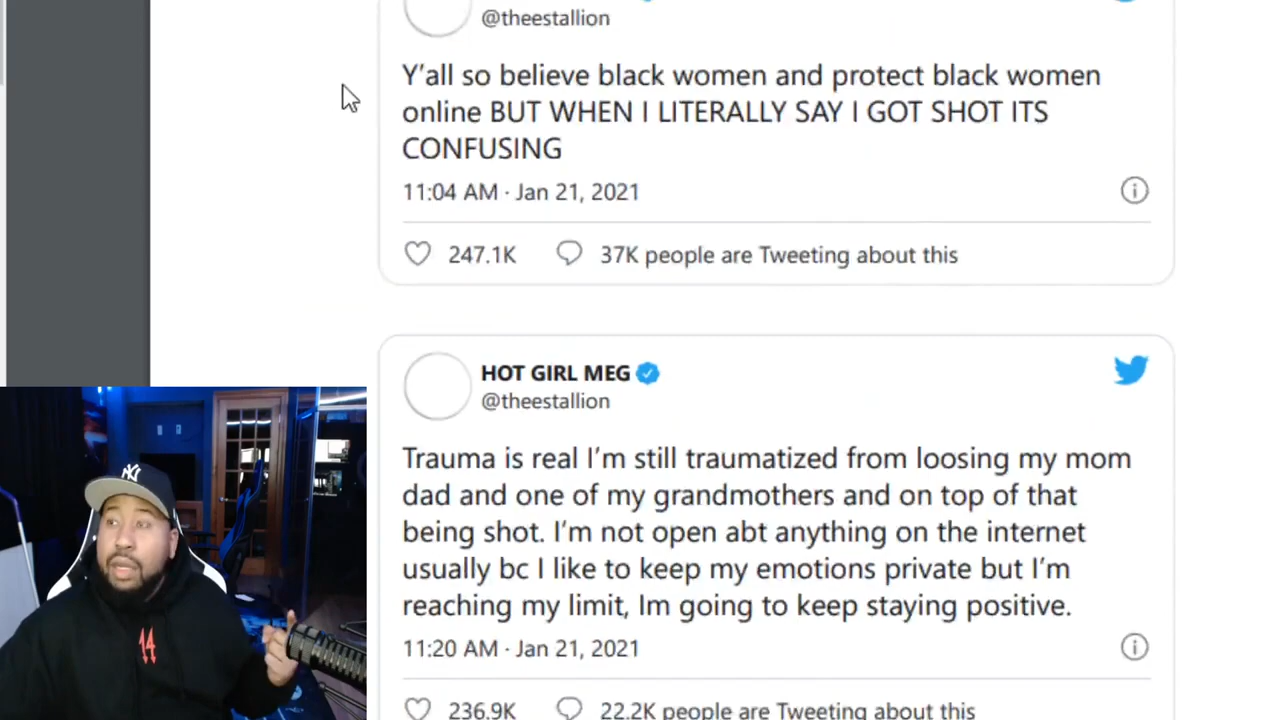 @theestallion
Y'all so believe black women and protect black women
online BUT WHEN I LITERALLY SAY I GOT SHOT ITS
CONFUSING
11:04 AM · Jan 21, 2021
247.1K 37K people are Tweeting about this
HOT GIRL MEG
@theestallion
Trauma is real I'm still traumatized from loosing my mom
dad and one of my grandmothers and on top of that
being shot. I'm not open abt anything on the internet
usually bc I like to keep my emotions private but I'm
reaching my limit, Im going to keep staying positive.
11:20 AM · Jan 21, 2021
236.9K 22.2K people are Tweeting about this
NY
44